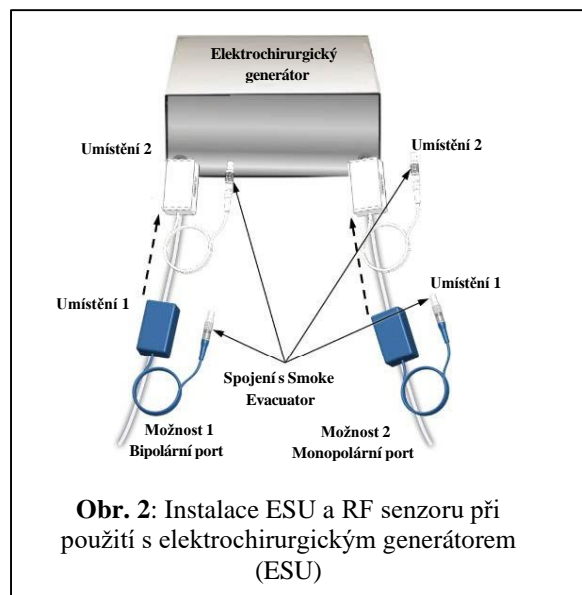 Elektrochirurgický
generátor
Umístění 2
Umístění 2
Umístění 1
Umístění 1
Spojení s Smoke
Evacuator
Možnost 1
Bipolární port
Možnost 2
Monopolární port
Obr. 2: Instalace ESU a RF senzoru při
použití s elektrochirurgickým generátorem
(ESU)